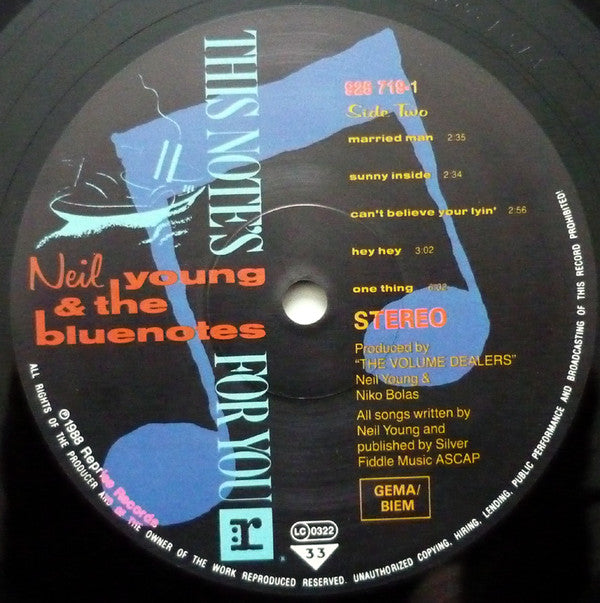 THIS NOTE'S FOR YOU
Neil young
& the
bluenotes
925 719-1
Side Two
married man 2:35
sunny inside 2:34
can't believe your lyin' 2:56
hey hey 3:02
one thing 6:02
STEREO
Produced by
"THE VOLUME DEALERS"
Neil Young &
Niko Bolas
All songs written by
Neil Young and
published by Silver
Fiddle Music ASCAP
GEMA/
BIEM
r
LC 0322
33
℗1988 Reprise Records
ALL RIGHTS OF THE PRODUCER AND OF THE OWNER OF THE WORK REPRODUCED RESERVED. UNAUTHORIZED COPYING, HIRING, LENDING, PUBLIC PERFORMANCE AND BROADCASTING OF THIS RECORD PROHIBITED!